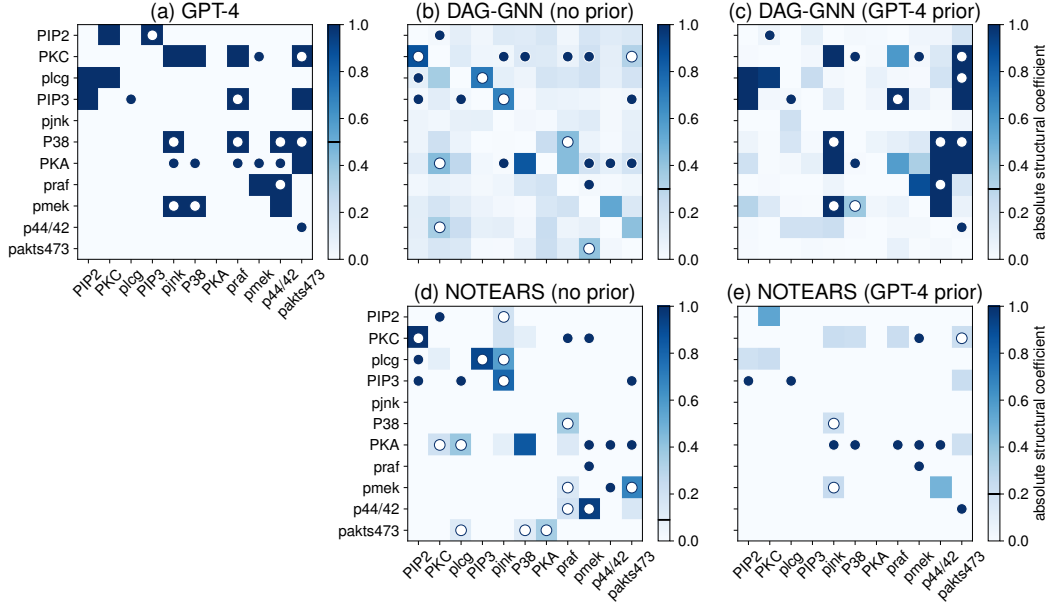 (a) GPT-4
(b) DAG-GNN (no prior)
(c) DAG-GNN (GPT-4 prior)
PIP2
PKC
plcg
PIP3
pjnk
P38
PKA
praf
pmek
p44/42
pakts473
PIP2
PKC
plcg
PIP3
pjnk
P38
PKA
praf
pmek
p44/42
pakts473
1.0
0.8
0.6
0.4
0.2
0.0
1.0
0.8
0.6
0.4
0.2
0.0
1.0
0.8
0.6
0.4
0.2
0.0
absolute structural coefficient
(d) NOTEARS (no prior)
(e) NOTEARS (GPT-4 prior)
PIP2
PKC
plcg
PIP3
pjnk
P38
PKA
praf
pmek
p44/42
pakts473
PIP2
PKC
plcg
PIP3
pjnk
P38
PKA
praf
pmek
p44/42
pakts473
1.0
0.8
0.6
0.4
0.2
0.0
PIP2
PKC
plcg
PIP3
pjnk
P38
PKA
praf
pmek
p44/42
pakts473
1.0
0.8
0.6
0.4
0.2
0.0
absolute structural coefficient